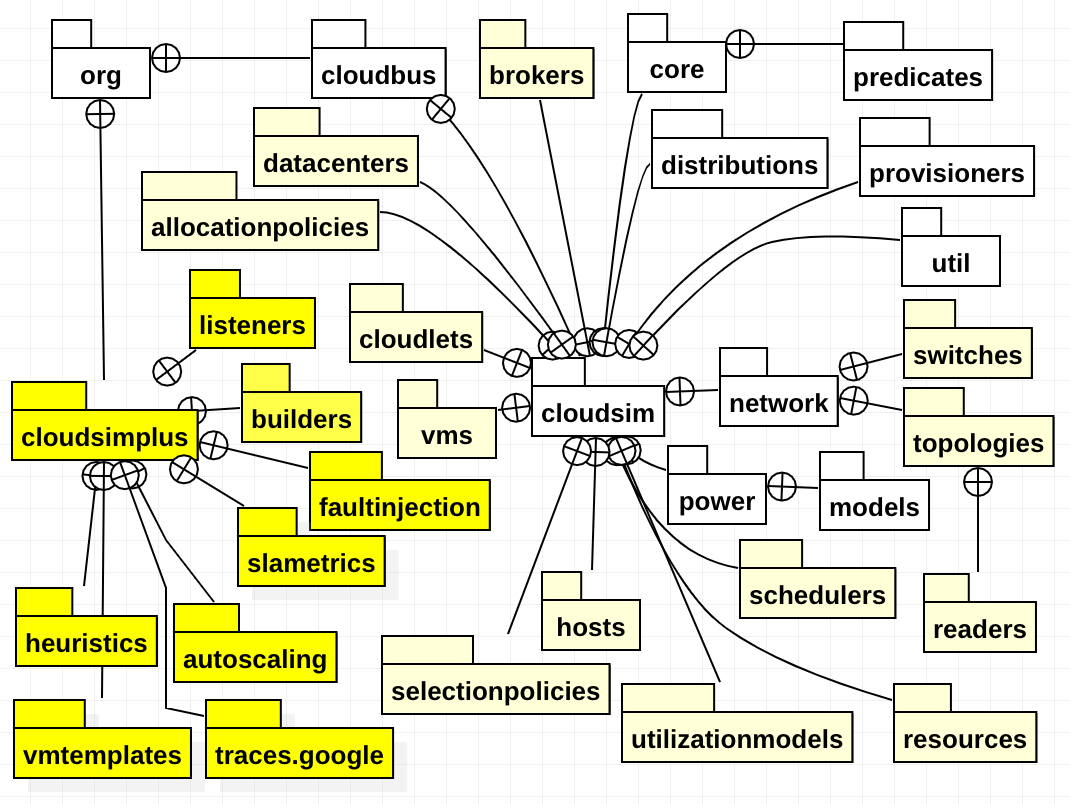 org
cloudbus
brokers
core
predicates
datacenters
distributions
provisioners
allocationpolicies
util
listeners
cloudlets
switches
builders
vms
cloudsim
network
cloudsimplus
topologies
faultinjection
power
models
slametrics
schedulers
heuristics
hosts
readers
autoscaling
selectionpolicies
vmtemplates
traces.google
utilizationmodels
resources